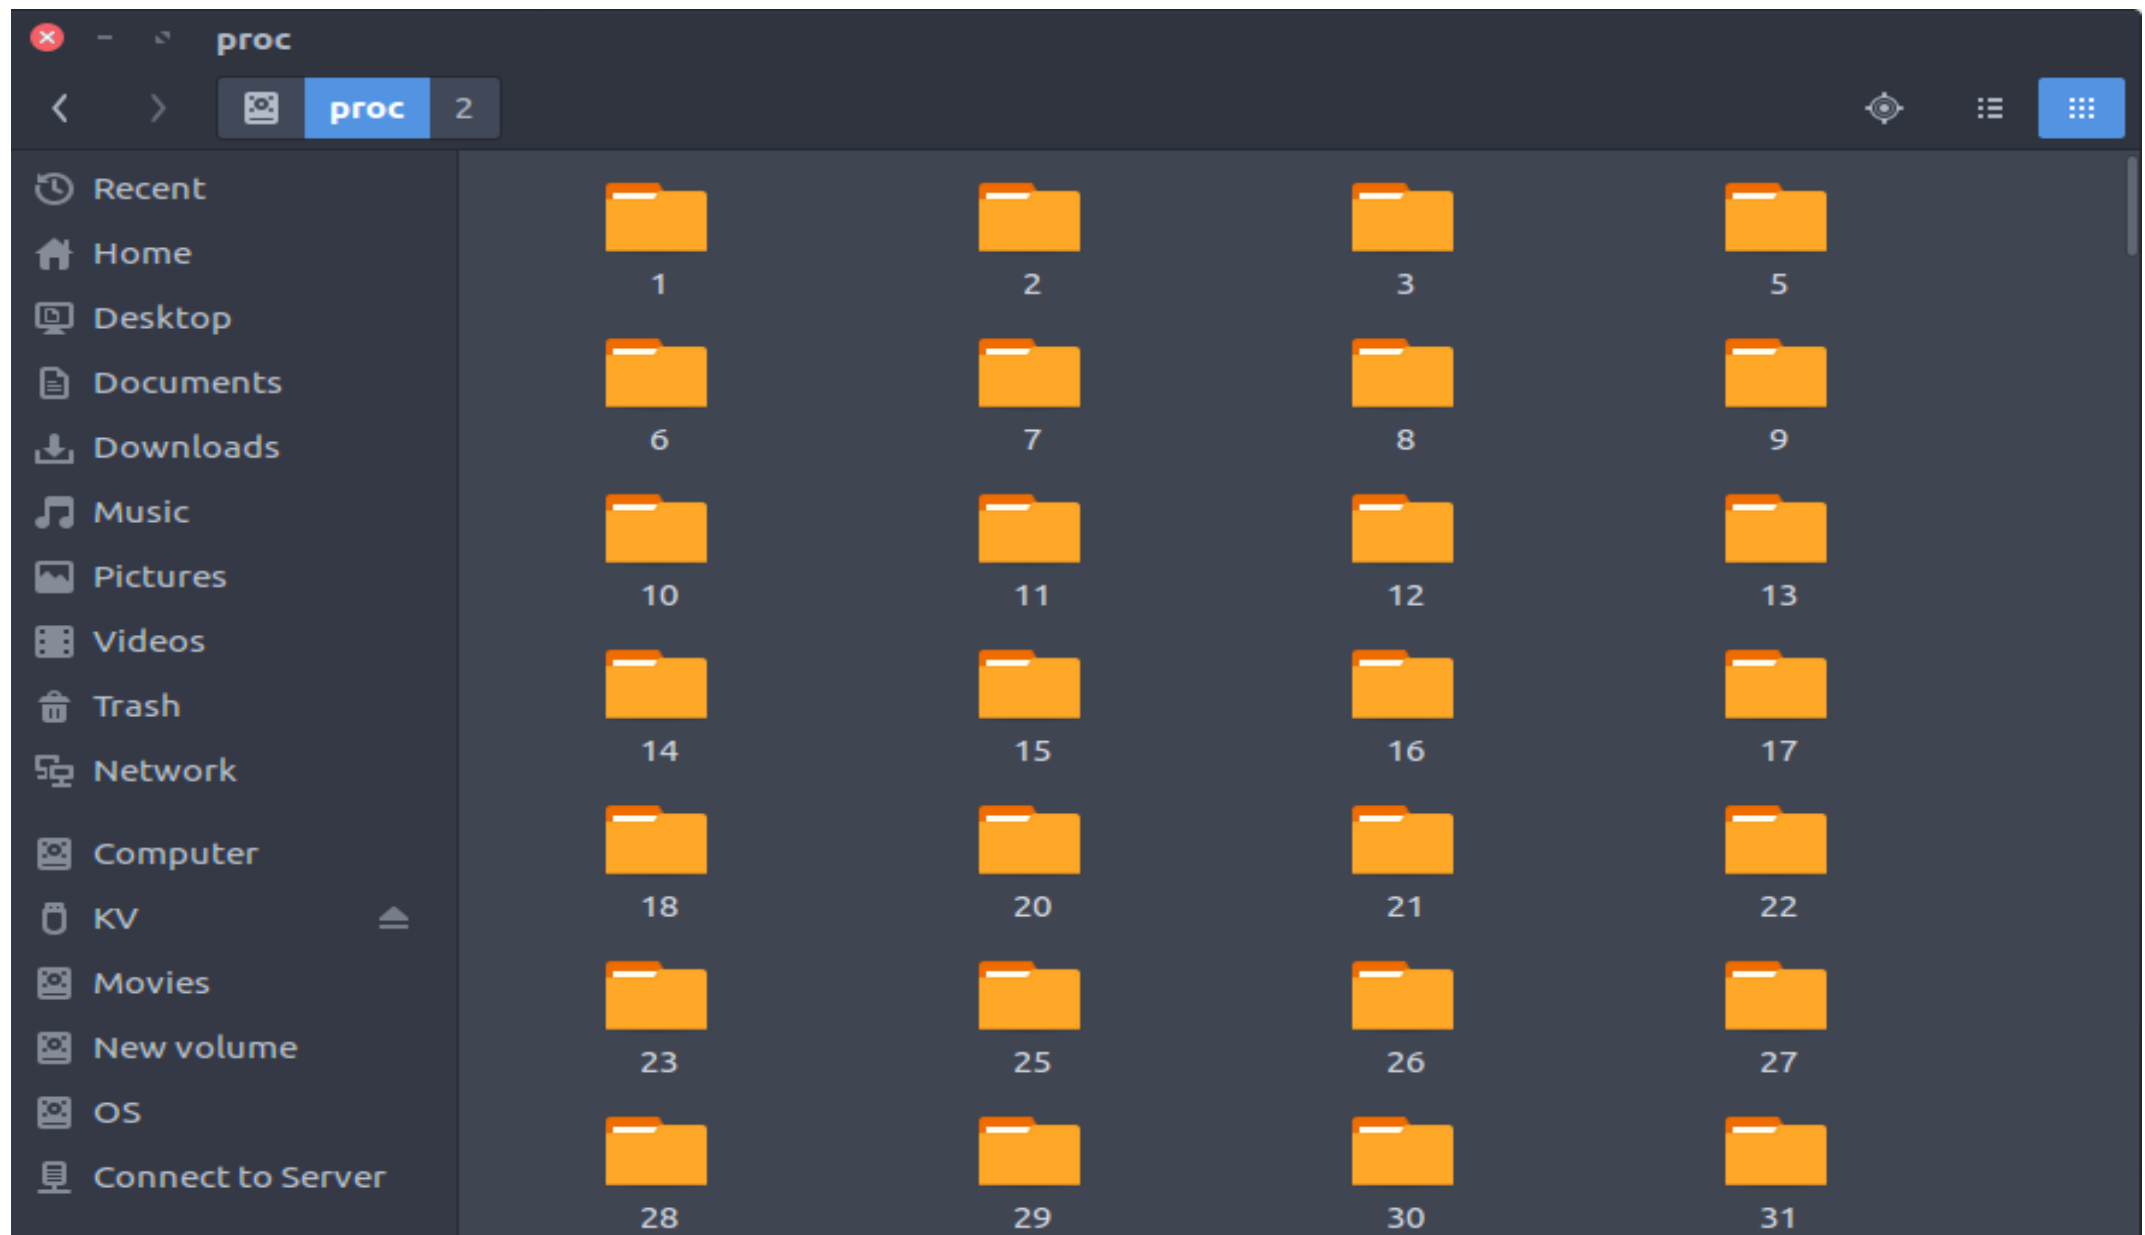 proc
proc 2
Recent
Home
Desktop
Documents
Downloads
Music
Pictures
Videos
Trash
Network
Computer
KV
Movies
New volume
OS
Connect to Server
1 2 3 5
6 7 8 9
10 11 12 13
14 15 16 17
18 20 21 22
23 25 26 27
28 29 30 31